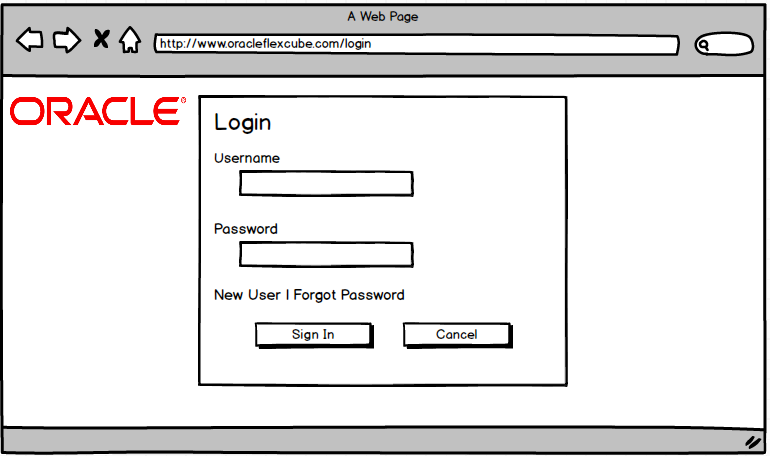 A Web Page
http://www.oracleflexcube.com/login
ORACLE®
Login
Username
Password
New User I Forgot Password
Sign In Cancel